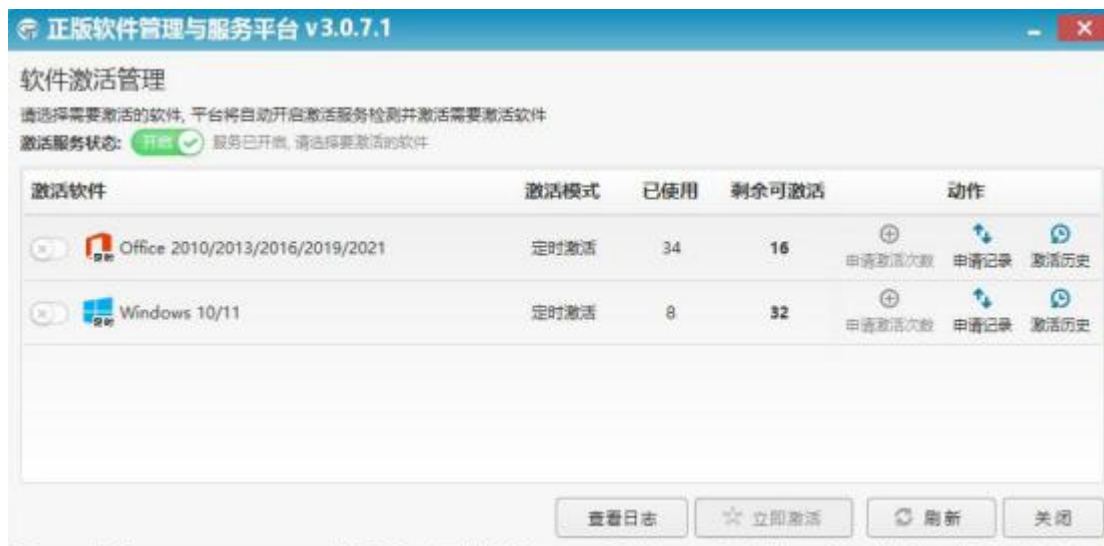 正版软件管理与服务平台 v3.0.7.1
软件激活管理
请选择需要激活的软件, 平台将自动开启激活服务检测并激活需要激活软件
激活服务状态: 开启 服务已开启, 请选择要激活的软件
激活软件 激活模式 已使用 剩余可激活 动作
Office 2010/2013/2016/2019/2021 定时激活 34 16 申请激活次数 申请记录 激活历史
Windows 10/11 定时激活 8 32 申请激活次数 申请记录 激活历史
查看日志 立即激活 刷新 关闭